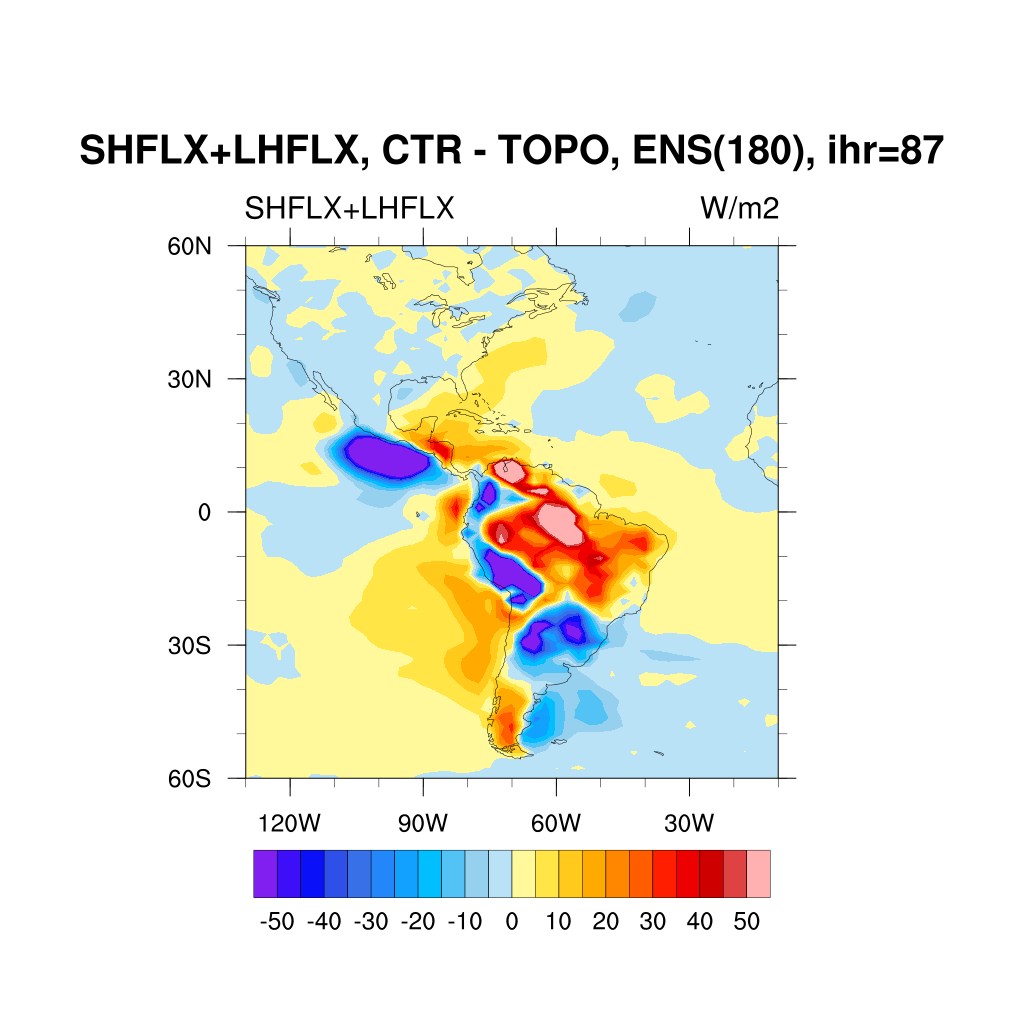 SHFLX+LHFLX, CTR - TOPO, ENS(180), ihr=87
SHFLX+LHFLX W/m2
60N
30N
0
30S
60S
120W 90W 60W 30W
-50 -40 -30 -20 -10 0 10 20 30 40 50